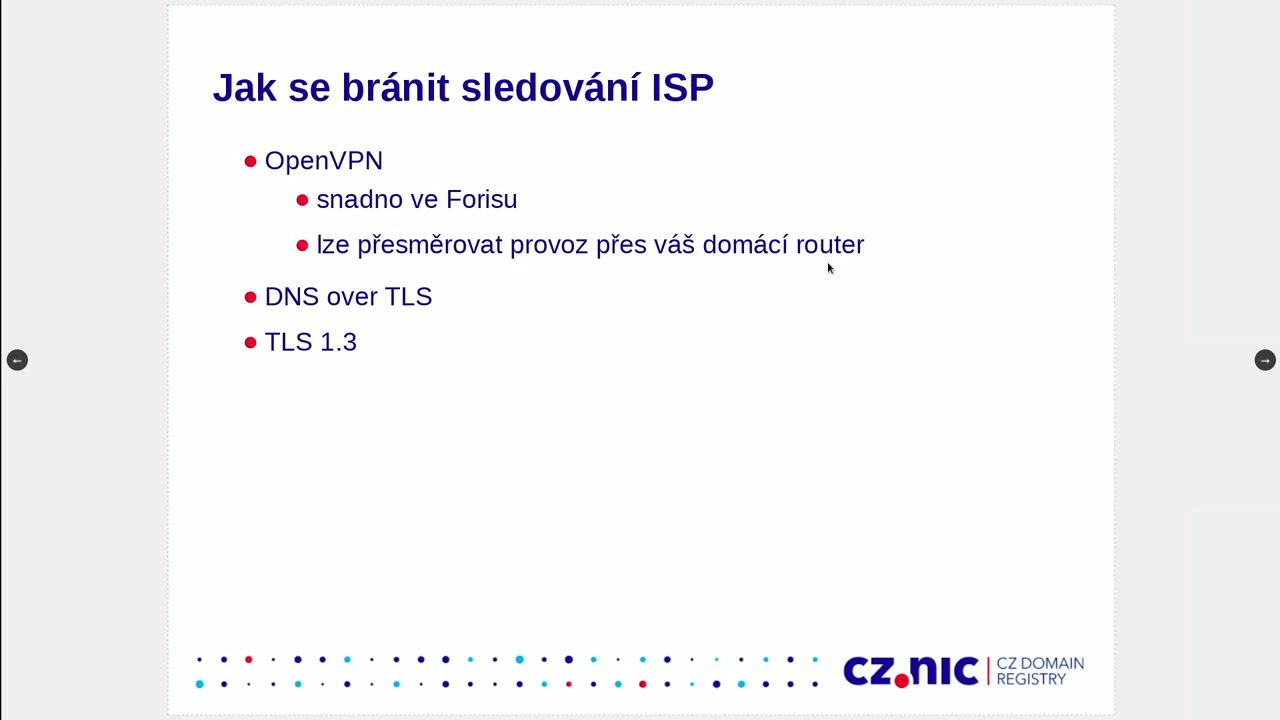 Jak se bránit sledování ISP
OpenVPN
snadno ve Forisu
lze přesměrovat provoz přes váš domácí router
DNS over TLS
TLS 1.3
cz.nic
CZ DOMAIN
REGISTRY